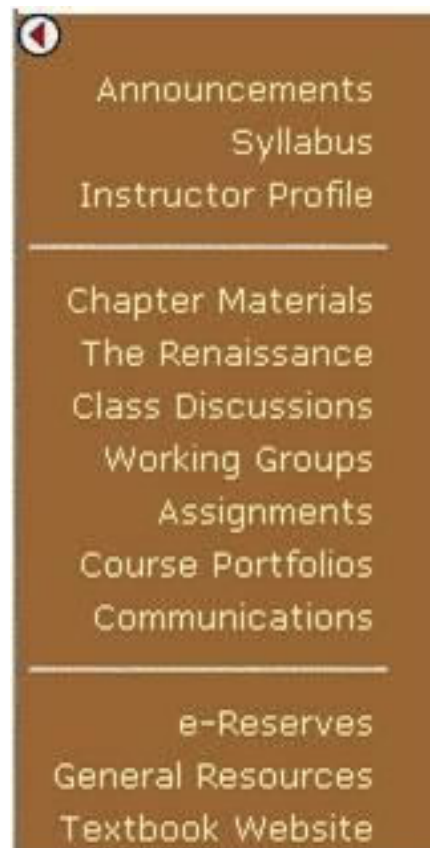 Announcements
Syllabus
Instructor Profile
Chapter Materials
The Renaissance
Class Discussions
Working Groups
Assignments
Course Portfolios
Communications
e-Reserves
General Resources
Textbook Website